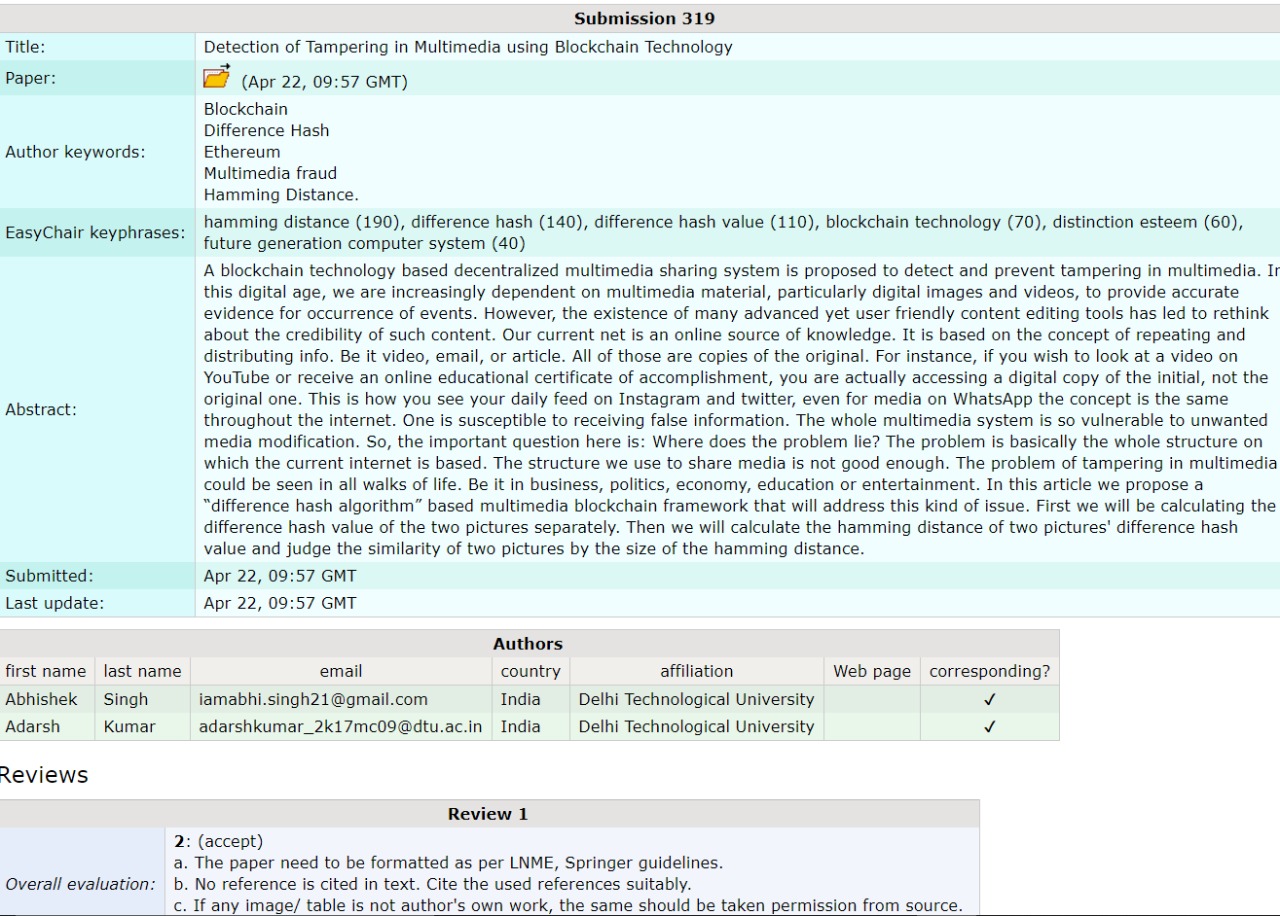 Submission 319
Title: Detection of Tampering in Multimedia using Blockchain Technology
Paper: (Apr 22, 09:57 GMT)
Author keywords:
Blockchain
Difference Hash
Ethereum
Multimedia fraud
Hamming Distance.
EasyChair keyphrases:
hamming distance (190), difference hash (140), difference hash value (110), blockchain technology (70), distinction esteem (60),
future generation computer system (40)
Abstract:
A blockchain technology based decentralized multimedia sharing system is proposed to detect and prevent tampering in multimedia. In
this digital age, we are increasingly dependent on multimedia material, particularly digital images and videos, to provide accurate
evidence for occurrence of events. However, the existence of many advanced yet user friendly content editing tools has led to rethink
about the credibility of such content. Our current net is an online source of knowledge. It is based on the concept of repeating and
distributing info. Be it video, email, or article. All of those are copies of the original. For instance, if you wish to look at a video on
YouTube or receive an online educational certificate of accomplishment, you are actually accessing a digital copy of the initial, not the
original one. This is how you see your daily feed on Instagram and twitter, even for media on WhatsApp the concept is the same
throughout the internet. One is susceptible to receiving false information. The whole multimedia system is so vulnerable to unwanted
media modification. So, the important question here is: Where does the problem lie? The problem is basically the whole structure on
which the current internet is based. The structure we use to share media is not good enough. The problem of tampering in multimedia
could be seen in all walks of life. Be it in business, politics, economy, education or entertainment. In this article we propose a
“difference hash algorithm” based multimedia blockchain framework that will address this kind of issue. First we will be calculating the
difference hash value of the two pictures separately. Then we will calculate the hamming distance of two pictures' difference hash
value and judge the similarity of two pictures by the size of the hamming distance.
Submitted: Apr 22, 09:57 GMT
Last update: Apr 22, 09:57 GMT
Authors
first name last name email country affiliation Web page corresponding?
Abhishek Singh iamabhi.singh21@gmail.com India Delhi Technological University ✓
Adarsh Kumar adarshkumar_2k17mc09@dtu.ac.in India Delhi Technological University ✓
Reviews
Review 1
Overall evaluation:
2: (accept)
a. The paper need to be formatted as per LNME, Springer guidelines.
b. No reference is cited in text. Cite the used references suitably.
c. If any image/ table is not author's own work, the same should be taken permission from source.